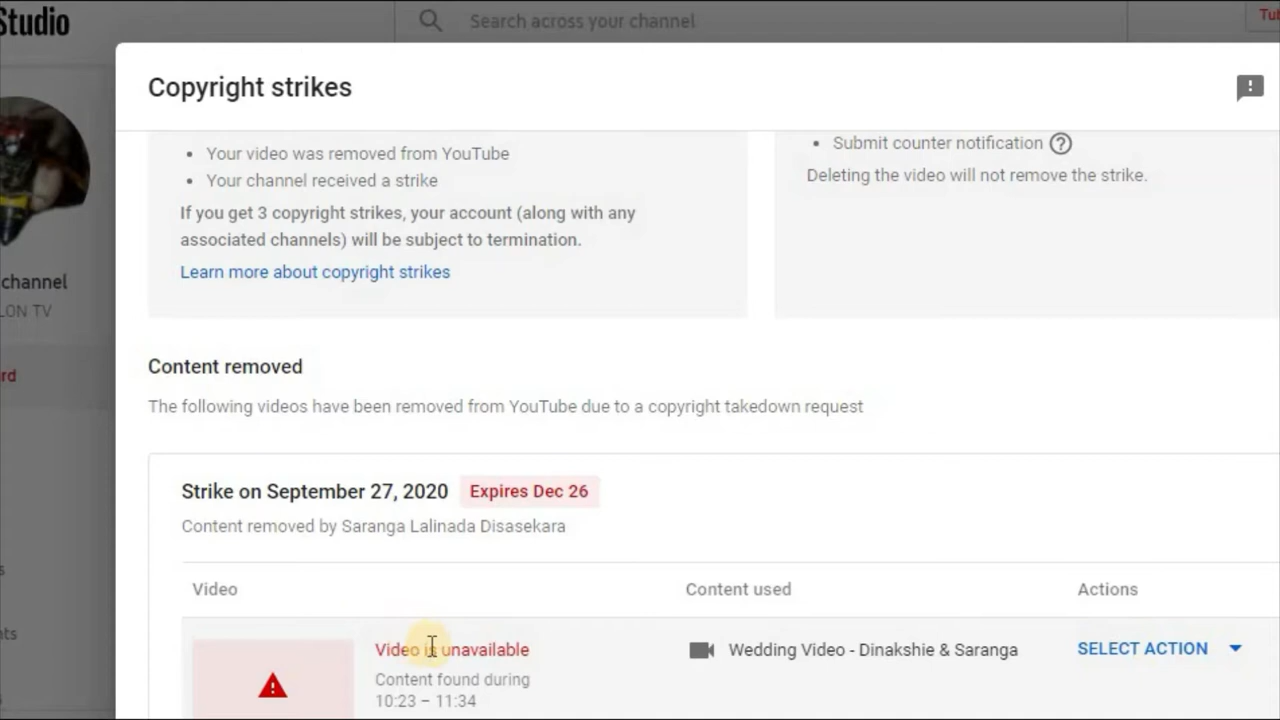 Studio
Search across your channel
Tu
Copyright strikes
Your video was removed from YouTube
Your channel received a strike
If you get 3 copyright strikes, your account (along with any
associated channels) will be subject to termination.
Learn more about copyright strikes
Submit counter notification
Deleting the video will not remove the strike.
channel
LON TV
rd
Content removed
The following videos have been removed from YouTube due to a copyright takedown request
Strike on September 27, 2020 Expires Dec 26
Content removed by Saranga Lalinada Disasekara
s
Video Content used Actions
nts
Video is unavailable
Content found during
10:23 – 11:34
Wedding Video - Dinakshie & Saranga
SELECT ACTION